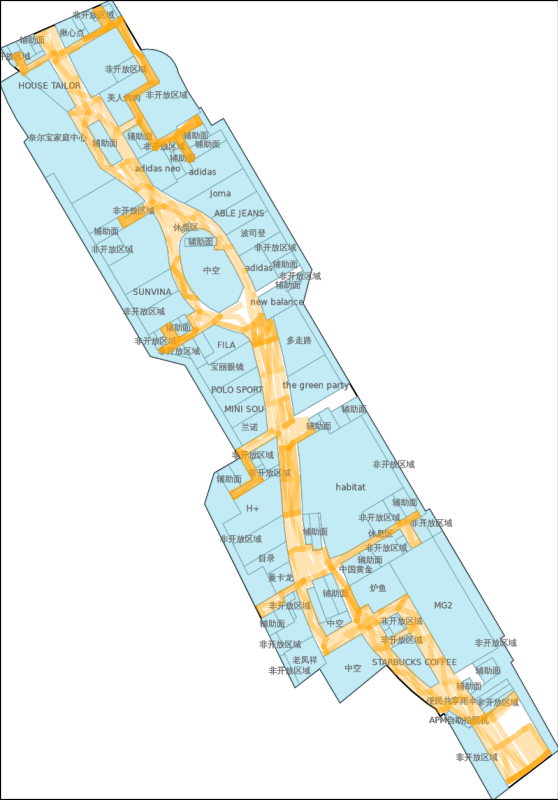 非开放区域
揪心点
辅助面
非开放区域
非开放区域
HOUSE TAILOR
非开放区域
美人烤肉
奈尔宝家庭中心
辅助面
辅助面
辅助面
辅助面
非开放区域
辅助面
adidas neo
adidas
Joma
非开放区域
ABLE JEANS
休息区
辅助面
波司登
辅助面
非开放区域
非开放区域
中空
adidas
辅助面
非开放区域
辅助面
SUNVINA
new balance
非开放区域
辅助面
非开放区域
非开放区域
FILA
多走路
宝丽眼镜
the green party
POLO SPORT
MINI SOU
辅助面
兰诺
辅助面
非开放区域
非开放区域
非开放区域
辅助面
habitat
H+
辅助面
非开放区域
非开放区域
辅助面
休息区
非开放区域
非开放区域
目录
辅助面
中国黄金
曼卡龙
炉鱼
辅助面
非开放区域
MG2
辅助面
中空
非开放区域
非开放区域
非开放区域
非开放区域
老凤祥
STARBUCKS COFFEE
中空
非开放区域
辅助面
辅助面
便民共享雨伞
非开放区域
APM自助拍照机
非开放区域